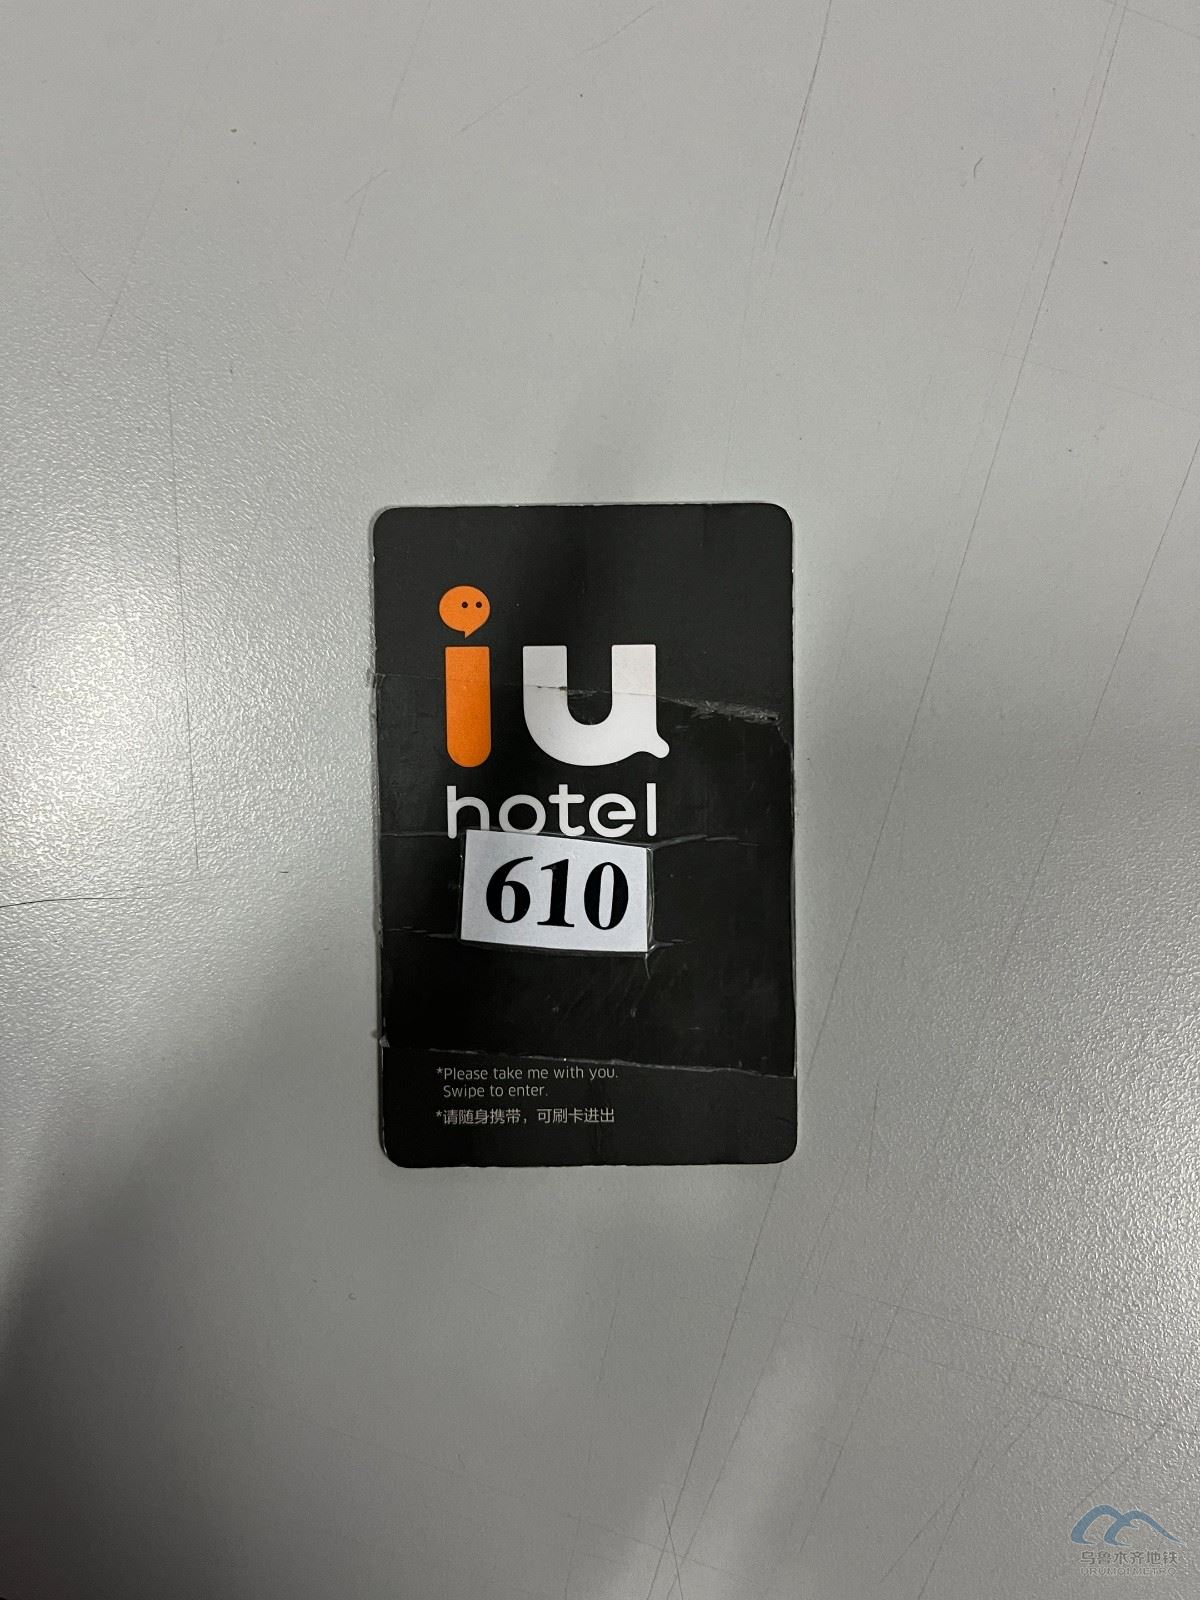 iu
hotel
610
*Please take me with you.
Swipe to enter.
*请随身携带，可刷卡进出
乌鲁木齐地铁
URUMQI METRO